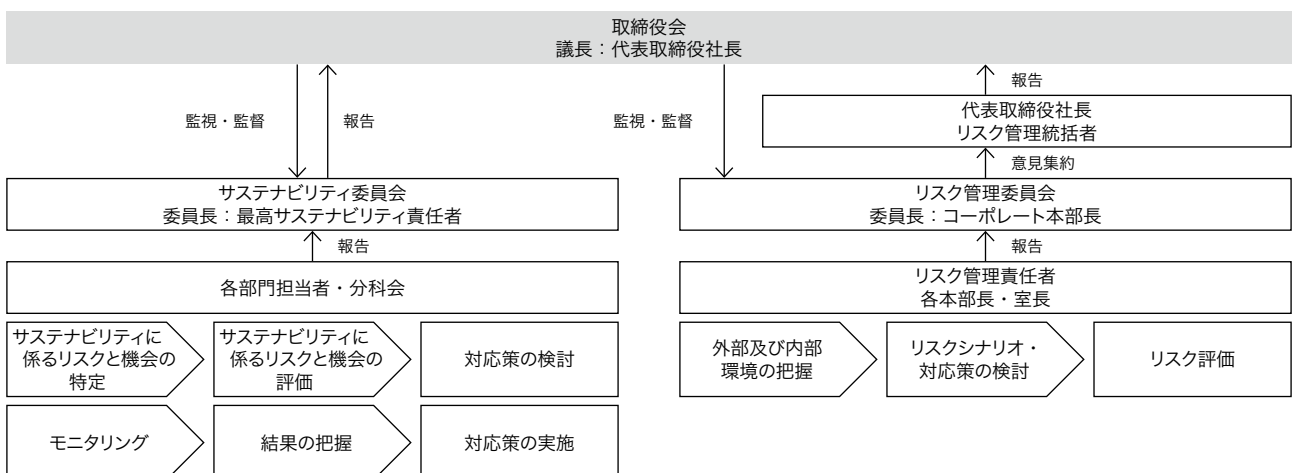 取締役会
議長：代表取締役社長
監視・監督
報告
監視・監督
報告
代表取締役社長
リスク管理統括者
意見集約
サステナビリティ委員会
委員長：最高サステナビリティ責任者
リスク管理委員会
委員長：コーポレート本部長
報告
報告
各部門担当者・分科会
リスク管理責任者
各本部長・室長
サステナビリティに
係るリスクと機会の
特定
サステナビリティに
係るリスクと機会の
評価
対応策の検討
外部及び内部
環境の把握
リスクシナリオ・
対応策の検討
リスク評価
モニタリング
結果の把握
対応策の実施